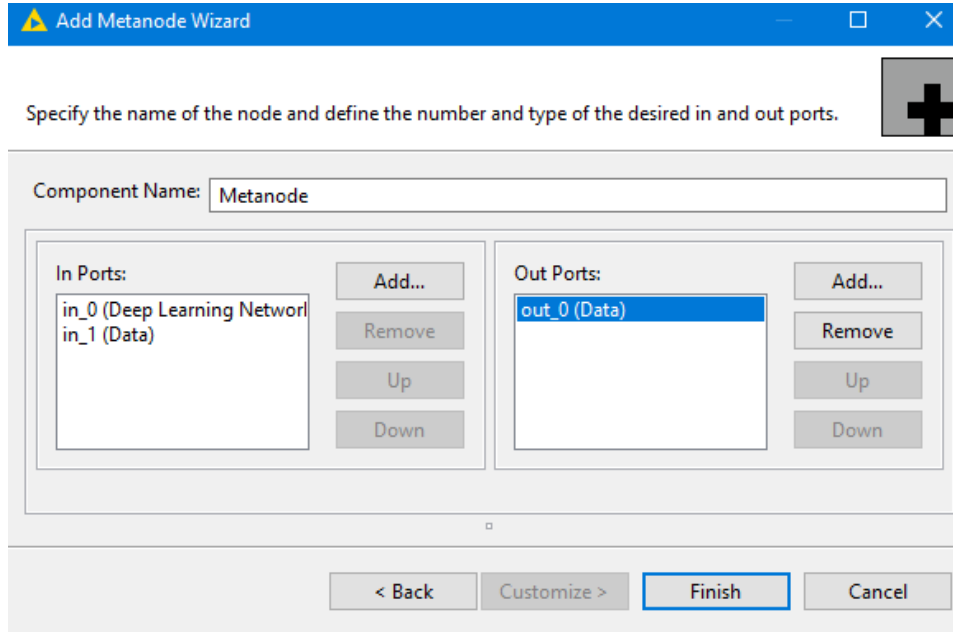 Add Metanode Wizard
Specify the name of the node and define the number and type of the desired in and out ports.
Component Name: Metanode
In Ports:
in_0 (Deep Learning Networl
in_1 (Data)
Add...
Remove
Up
Down
Out Ports:
out_0 (Data)
Add...
Remove
Up
Down
< Back
Customize >
Finish
Cancel